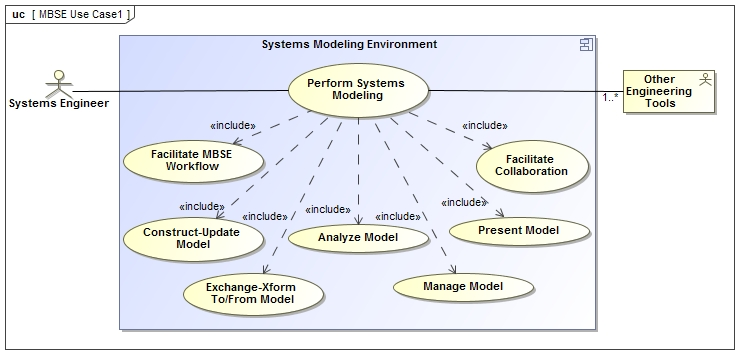 uc [ MBSE Use Case1 ]
Systems Modeling Environment
Systems Engineer
Perform Systems
Modeling
1..*
Other
Engineering
Tools
«include»
«include»
Facilitate MBSE
Workflow
Facilitate
Collaboration
«include»
«include»
«include»
«include»
«include»
Construct-Update
Model
Analyze Model
Present Model
Exchange-Xform
To/From Model
Manage Model